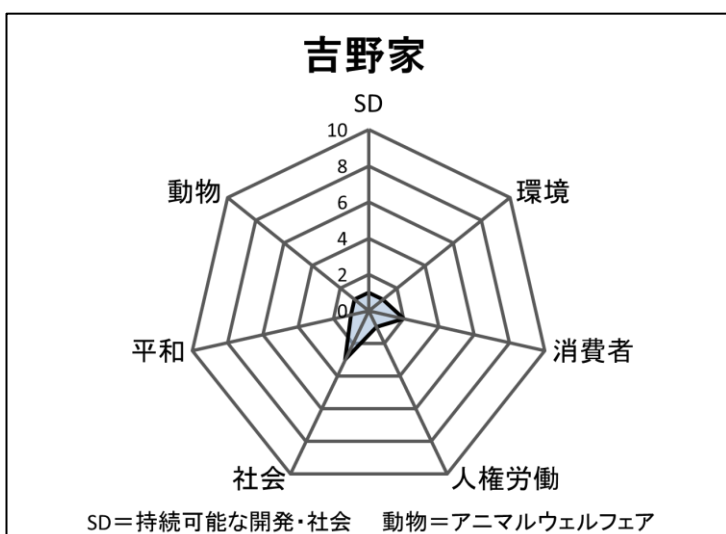 吉野家
SD
10
8
6
4
2
0
環境
消費者
人権労働
社会
平和
動物
SD＝持続可能な開発・社会　動物＝アニマルウェルフェア